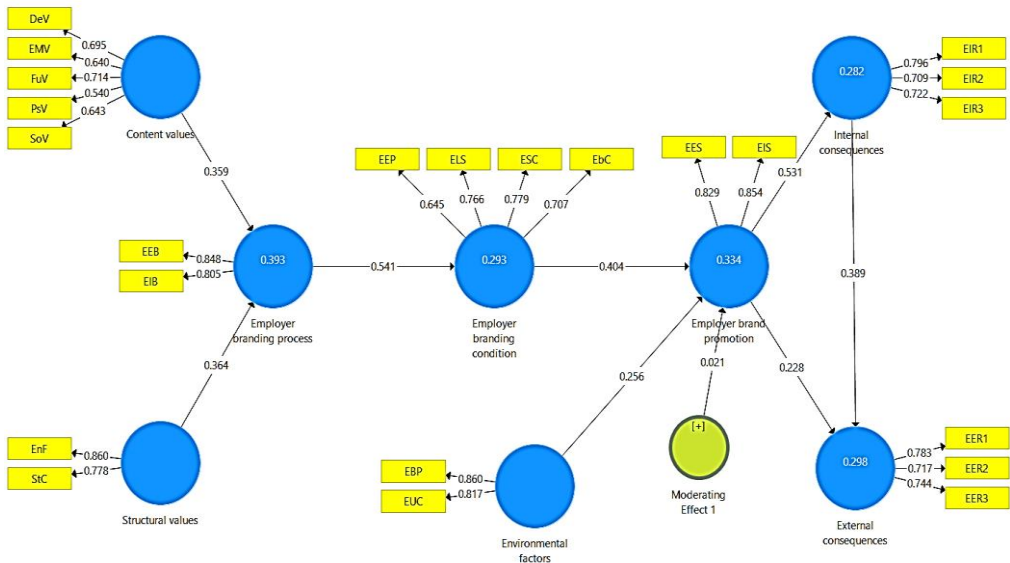 DeV
EMV
FuV
PsV
SoV
0.695
0.640
0.714
0.540
0.643
Content values
0.359
EEB
EIB
0.848
0.805
0.393
Employer
branding process
0.364
EnF
StC
0.860
0.778
Structural values
0.541
EEP
ELS
ESC
EbC
0.645
0.766
0.779
0.707
0.293
Employer
branding
condition
0.404
EES
EIS
0.829
0.854
0.334
Employer brand
promotion
0.256
EBP
EUC
0.860
0.817
Environmental
factors
0.021
[+]
Moderating
Effect 1
0.531
0.228
0.282
Internal
consequences
0.796
0.709
0.722
EIR1
EIR2
EIR3
0.389
0.298
External
consequences
0.783
0.717
0.744
EER1
EER2
EER3